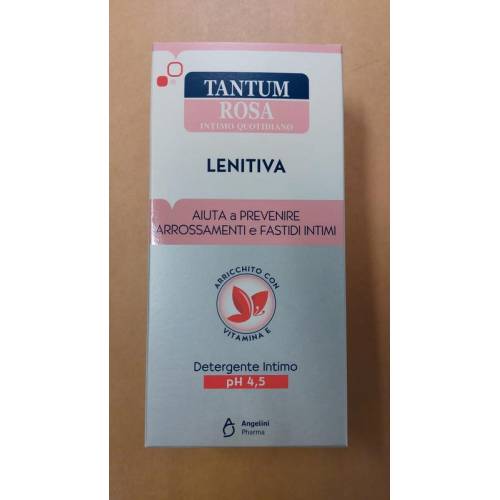 TANTUM
ROSA
INTIMO QUOTIDIANO
LENITIVA
AIUTA a PREVENIRE
ARROSSAMENTI e FASTIDI INTIMI
ARRICCHITO CON
VITAMINA E
Detergente Intimo
pH 4,5
Angelini
Pharma